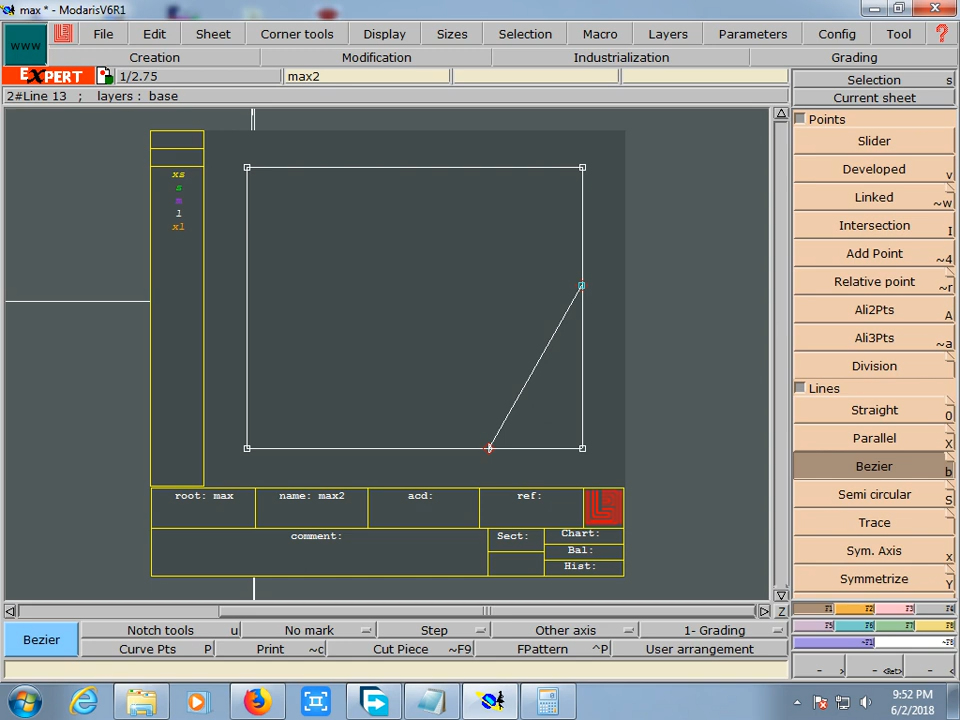 max * - ModarisV6R1
www File Edit Sheet Corner tools Display Sizes Selection Macro Layers Parameters Config Tool ?
Creation Modification Industrialization Grading
EXPERT 1/2.75 max2
Selection s
2#Line 13 ; layers : base
Current sheet
Points
Slider
Developed v
Linked ~w
Intersection I
Add Point ~4
Relative point ~r
Ali2Pts A
Ali3Pts ~a
Division
Lines
Straight 0
Parallel X
Bezier b
Semi circular S
Trace
Sym. Axis x
Symmetrize Y
xs
s
m
l
xl
root: max name: max2 acd: ref:
comment: Sect: Chart:
Bal:
Hist:
Z
F1 F2 F3 F4
F5 F6 F7 F8
~F1 ~F9
- > - <Ret> - <
Bezier
Notch tools u No mark Step Other axis 1- Grading
Curve Pts P Print ~c Cut Piece ~F9 FPattern ^P User arrangement
9:52 PM
6/2/2018